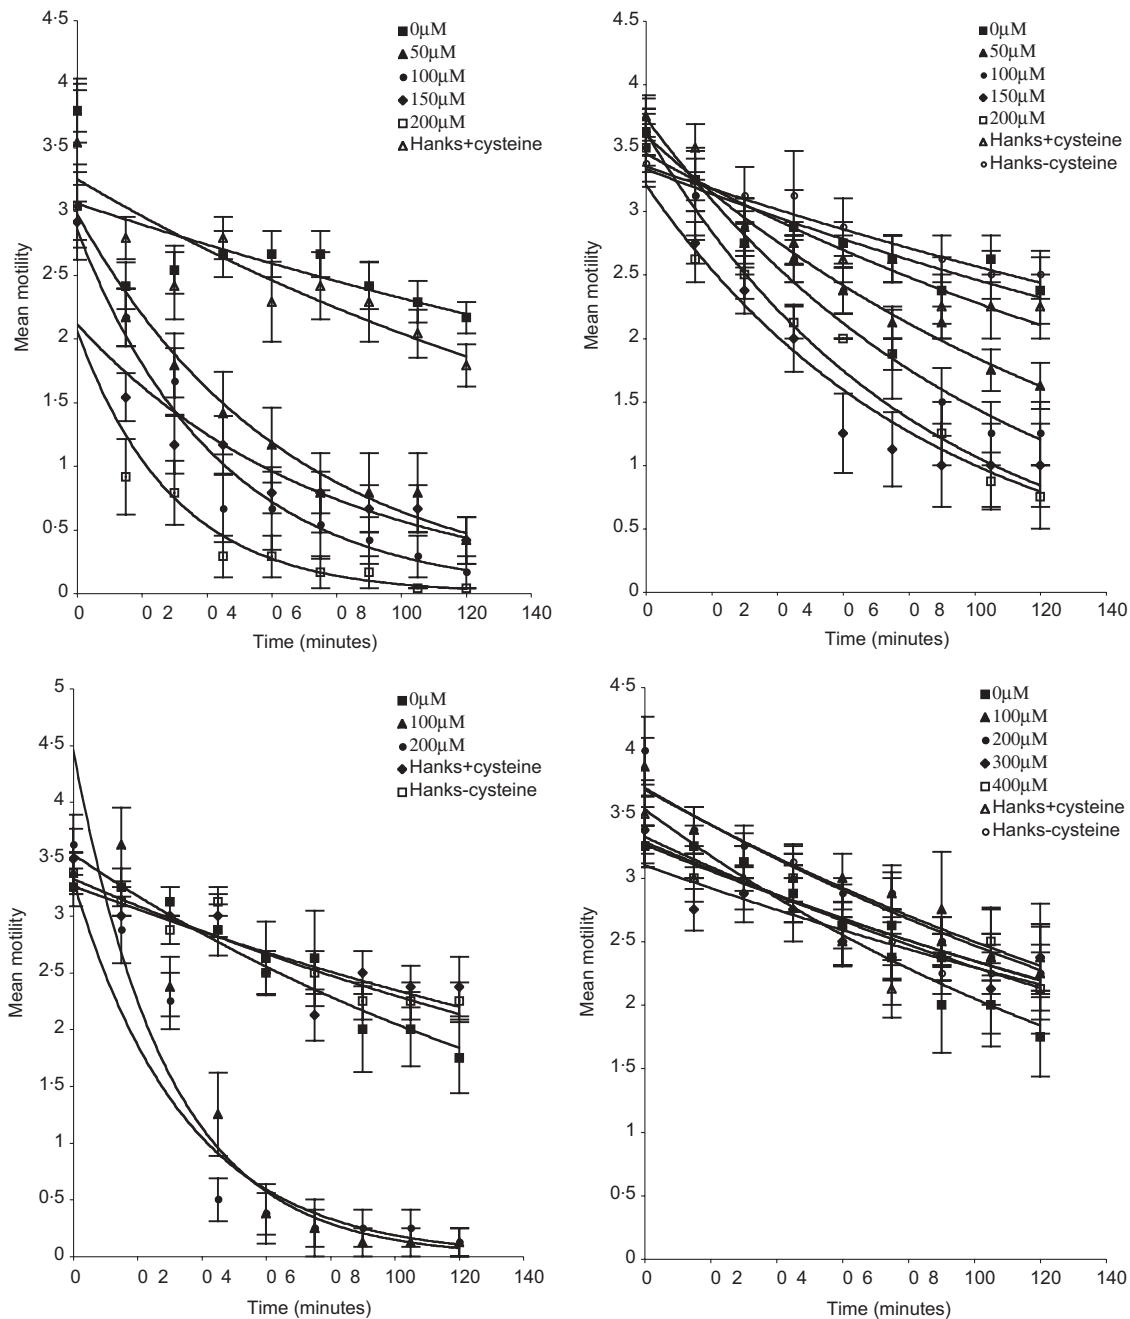 4·5
4
3·5
3
2·5
2
1·5
1
0·5
0
Mean motility
0 0 2 0 4 0 6 0 8 100 120 140
Time (minutes)
0µM
50µM
100µM
150µM
200µM
Hanks+cysteine
4.5
4
3.5
3
2.5
2
1.5
1
0.5
0
Mean motility
0 0 2 0 4 0 6 0 8 100 120 140
Time (minutes)
0µM
50µM
100µM
150µM
200µM
Hanks+cysteine
Hanks-cysteine
5
4·5
4
3·5
3
2·5
2
1·5
1
0·5
0
Mean motility
0 0 2 0 4 0 6 0 8 100 120 140
Time (minutes)
0µM
100µM
200µM
Hanks+cysteine
Hanks-cysteine
4·5
4
3·5
3
2·5
2
1·5
1
0·5
0
Mean motility
0 0 2 0 4 0 6 0 8 100 120 140
Time (minutes)
0µM
100µM
200µM
300µM
400µM
Hanks+cysteine
Hanks-cysteine